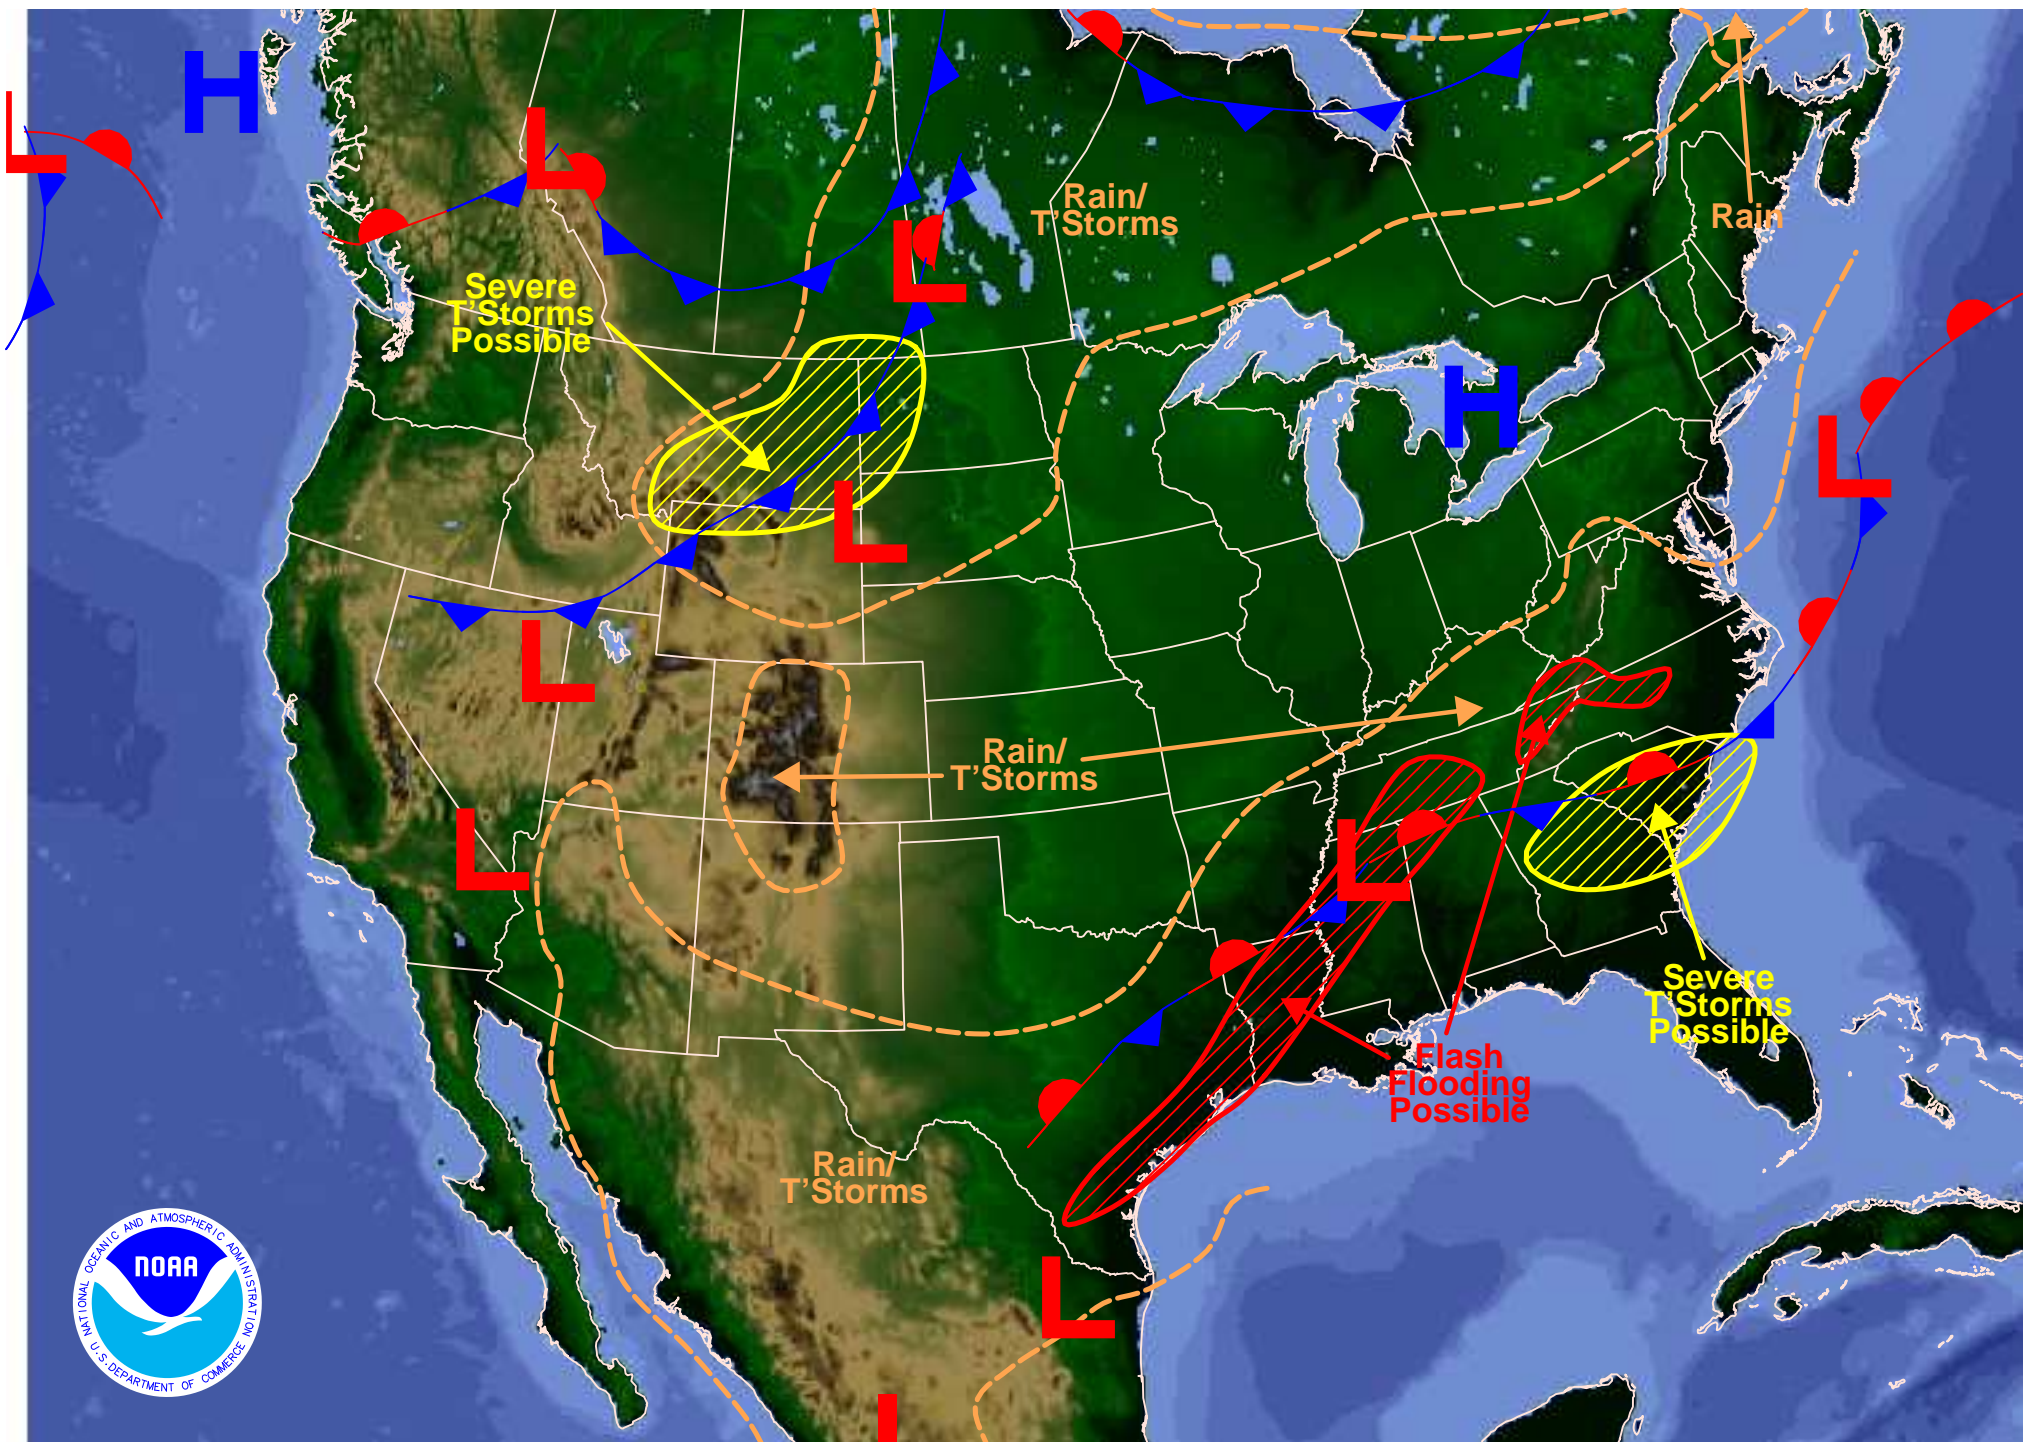 H
L
L
Rain/
T'Storms
Rain
L
Severe
T'Storms
Possible
H
L
L
L
Rain/
T'Storms
L
L
Severe
T'Storms
Possible
Flash
Flooding
Possible
Rain/
T'Storms
L
L
NATIONAL OCEANIC AND ATMOSPHERIC ADMINISTRATION
NOAA
U.S. DEPARTMENT OF COMMERCE